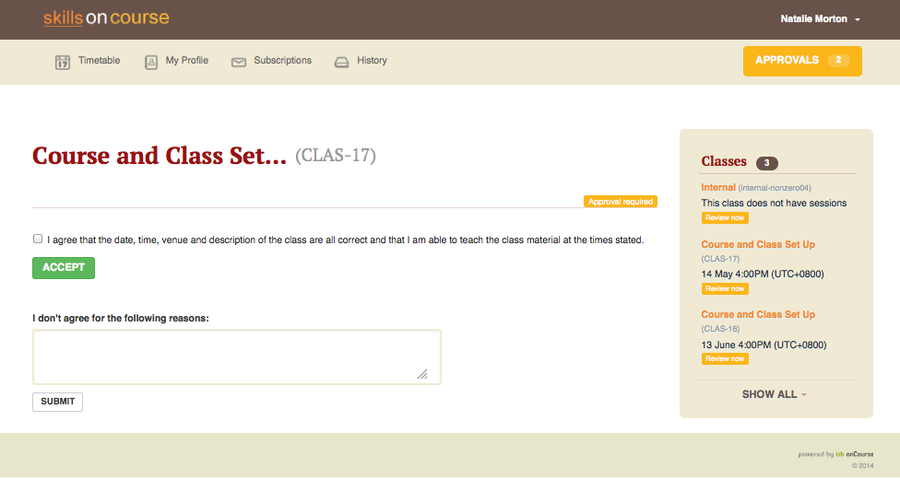 skills on course
Natalie Morton
17 Timetable
My Profile
Subscriptions
History
APPROVALS 2
Course and Class Set... (CLAS-17)
Approval required
I agree that the date, time, venue and description of the class are all correct and that I am able to teach the class material at the times stated.
ACCEPT
I don't agree for the following reasons:
SUBMIT
Classes 3
Internal (internal-nonzero04)
This class does not have sessions
Review now
Course and Class Set Up
(CLAS-17)
14 May 4:00PM (UTC+0800)
Review now
Course and Class Set Up
(CLAS-16)
13 June 4:00PM (UTC+0800)
Review now
SHOW ALL
powered by ish onCourse
© 2014